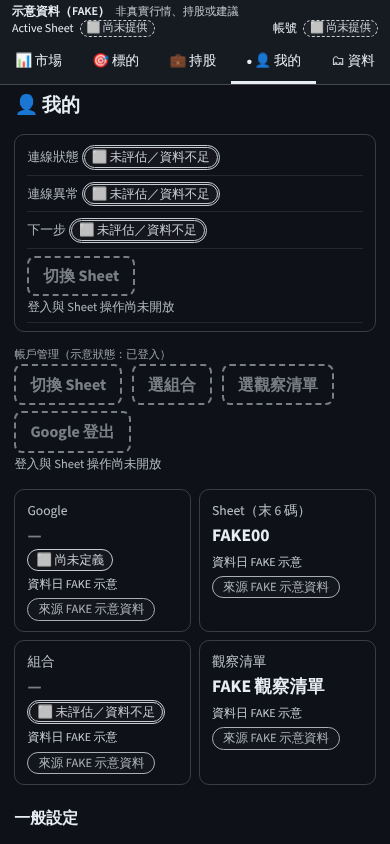 示意資料（FAKE） 非真實行情、持股或建議
Active Sheet ⬜ 尚未提供 帳號 ⬜ 尚未提供
📊 市場 🎯 標的 💼 持股 •👤 我的 🗂 資料
👤 我的
連線狀態 ⬜ 未評估／資料不足
連線異常 ⬜ 未評估／資料不足
下一步 ⬜ 未評估／資料不足
切換 Sheet
登入與 Sheet 操作尚未開放
帳戶管理（示意狀態：已登入）
切換 Sheet 選組合 選觀察清單
Google 登出
登入與 Sheet 操作尚未開放
Google
—
⬜ 尚未定義
資料日 FAKE 示意
來源 FAKE 示意資料
Sheet（末 6 碼）
FAKE00
資料日 FAKE 示意
來源 FAKE 示意資料
組合
—
⬜ 未評估／資料不足
資料日 FAKE 示意
來源 FAKE 示意資料
觀察清單
FAKE 觀察清單
資料日 FAKE 示意
來源 FAKE 示意資料
一般設定